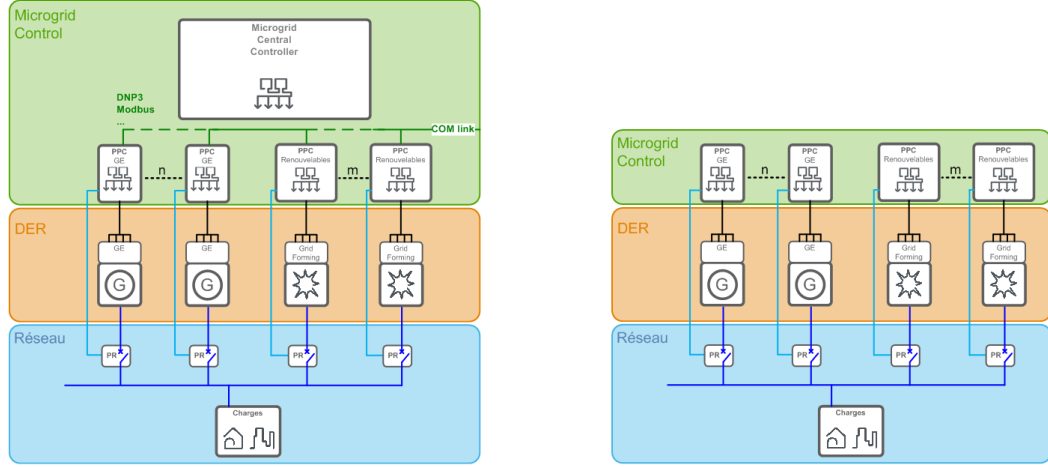 Microgrid
Control
Microgrid
Central
Controller
DNP3
Modbus
...
COM link
PPC
GE
n
PPC
GE
PPC
Renouvelables
m
PPC
Renouvelables
DER
GE
GE
Grid
Forming
Grid
Forming
G
G
Réseau
PR
PR
PR
PR
Charges
Microgrid
Control
PPC
GE
n
PPC
GE
PPC
Renouvelables
m
PPC
Renouvelables
DER
GE
GE
Grid
Forming
Grid
Forming
G
G
Réseau
PR
PR
PR
PR
Charges